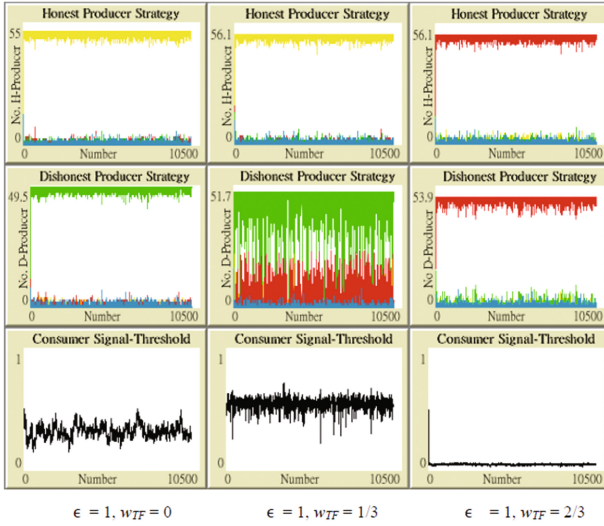 Honest Producer Strategy
55
No. H-Producer
0
0 Number 10500
Honest Producer Strategy
56.1
No. H-Producer
0
0 Number 10500
Honest Producer Strategy
56.1
No. H-Producer
0
0 Number 10500
Dishonest Producer Strategy
49.5
No. D-Producer
0
0 Number 10500
Dishonest Producer Strategy
51.7
No. D-Producer
0
0 Number 10500
Dishonest Producer Strategy
53.9
No. D-Producer
0
0 Number 10500
Consumer Signal-Threshold
1
0
0 Number 10500
Consumer Signal-Threshold
1
0
0 Number 10500
Consumer Signal-Threshold
1
0
0 Number 10500
ϵ = 1, w_TF = 0
ϵ = 1, w_TF = 1/3
ϵ = 1, w_TF = 2/3